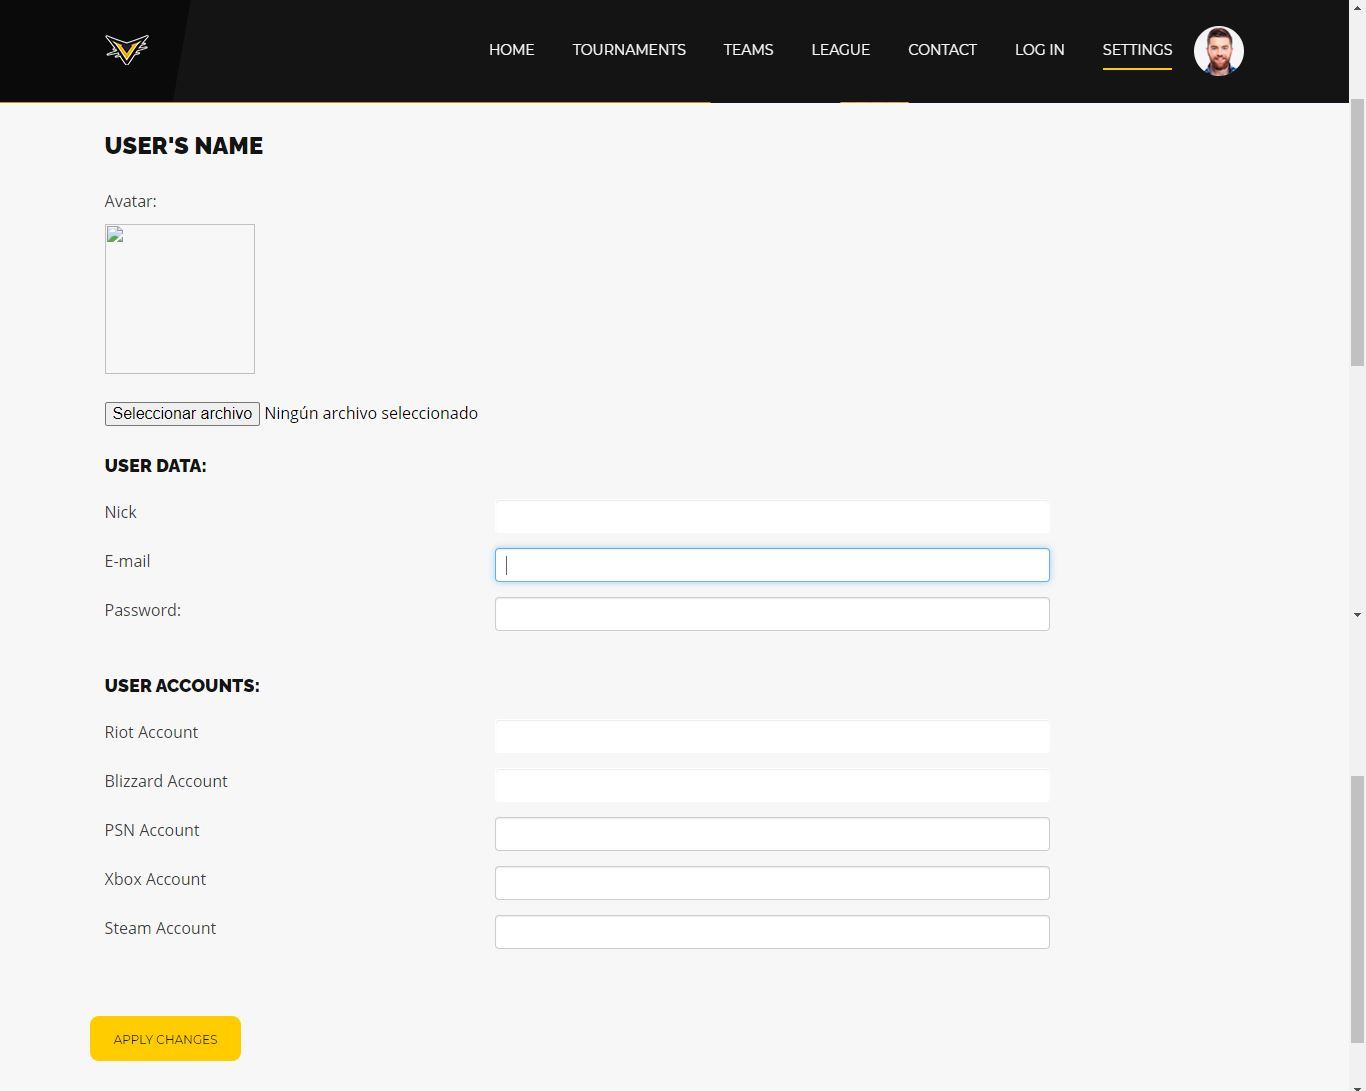 HOME TOURNAMENTS TEAMS LEAGUE CONTACT LOG IN SETTINGS
USER'S NAME
Avatar:
Seleccionar archivo Ningún archivo seleccionado
USER DATA:
Nick
E-mail
Password:
USER ACCOUNTS:
Riot Account
Blizzard Account
PSN Account
Xbox Account
Steam Account
APPLY CHANGES